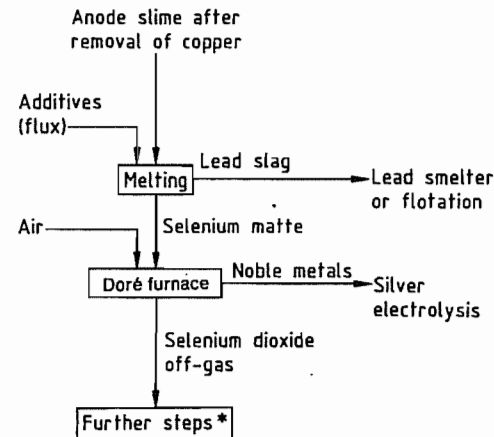 Anode slime after
removal of copper
Additives
(flux)
Lead slag
Melting
Lead smelter
or flotation
Air
Selenium matte
Noble metals
Doré furnace
Silver
electrolysis
Selenium dioxide
off-gas
Further steps*